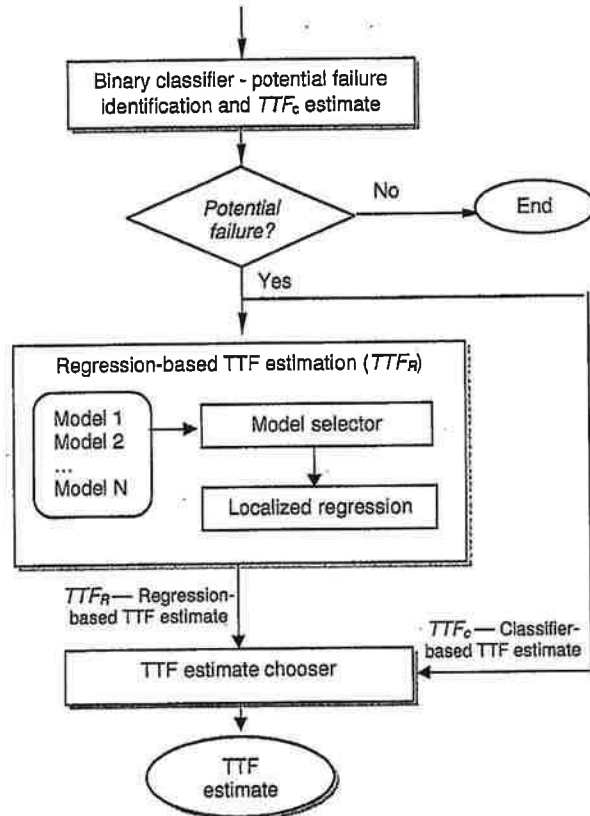 Binary classifier - potential failure
identification and TTFc estimate
Potential
failure?
No
End
Yes
Regression-based TTF estimation (TTFR)
Model 1
Model 2
...
Model N
Model selector
Localized regression
TTFR — Regression-
based TTF estimate
TTFc — Classifier-
based TTF estimate
TTF estimate chooser
TTF
estimate